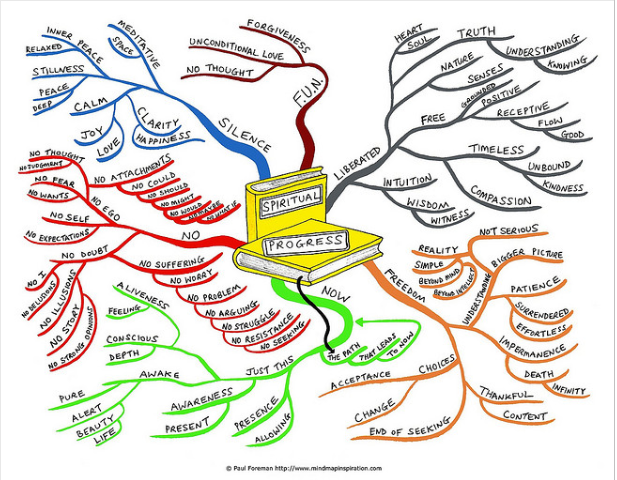 SPIRITUAL
PROGRESS
SILENCE
MEDITATIVE
SPACE
INNER PEACE
RELAXED
STILLNESS
PEACE
DEEP
CALM
JOY
LOVE
CLARITY
HAPPINESS
F.U.N.
FORGIVENESS
UNCONDITIONAL LOVE
NO THOUGHT
LIBERATED
HEART
SOUL
TRUTH
UNDERSTANDING
KNOWING
NATURE
SENSES
GROUNDED
FREE
POSITIVE
RECEPTIVE
FLOW
GOOD
TIMELESS
UNBOUND
KINDNESS
COMPASSION
INTUITION
WISDOM
WITNESS
NO
NO EGO
NO THOUGHT
NO JUDGMENT
NO FEAR
NO WANTS
NO ATTACHMENTS
NO COULD
NO SHOULD
NO MIGHT
NO WOULD
NO MAYBE
NO WHAT IF
NO SELF
NO EXPECTATIONS
NO DOUBT
NO I
NO DELUSIONS
NO ILLUSIONS
NO STORY
NO STRONG OPINIONS
NO SUFFERING
NO WORRY
NO PROBLEM
NO ARGUING
NO STRUGGLE
NO RESISTANCE
NO SEEKING
NOW
THE PATH
THAT LEADS
TO NOW
JUST THIS
ALIVENESS
FEELING
CONSCIOUS
DEPTH
AWAKE
PURE
ALERT
BEAUTY
LIFE
AWARENESS
PRESENT
PRESENCE
ALLOWING
FREEDOM
UNDERSTANDING
NOT SERIOUS
REALITY
SIMPLE
BEYOND MIND
BEYOND INTELLECT
BIGGER PICTURE
PATIENCE
SURRENDERED
EFFORTLESS
IMPERMANENCE
DEATH
INFINITY
THANKFUL
CONTENT
CHOICES
ACCEPTANCE
CHANGE
END OF SEEKING
© Paul Foreman http://www.mindmapinspiration.com